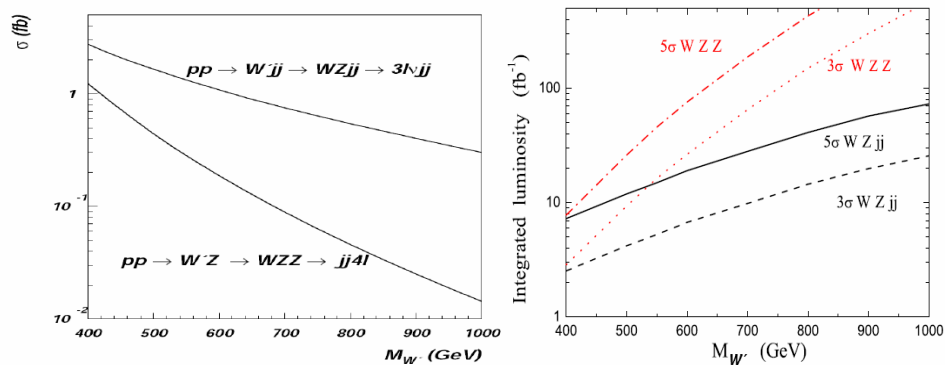 σ (fb)
pp → W´jj → WZjj → 3lνjj
1
10⁻¹
pp → W´Z → WZZ → jj4l
10⁻²
400 500 600 700 800 900 1000
M_W´ (GeV)
Integrated luminosity (fb⁻¹)
5σ W Z Z
3σ W Z Z
100
5σ W Z jj
10
3σ W Z jj
1
400 500 600 700 800 900 1000
M_W´ (GeV)